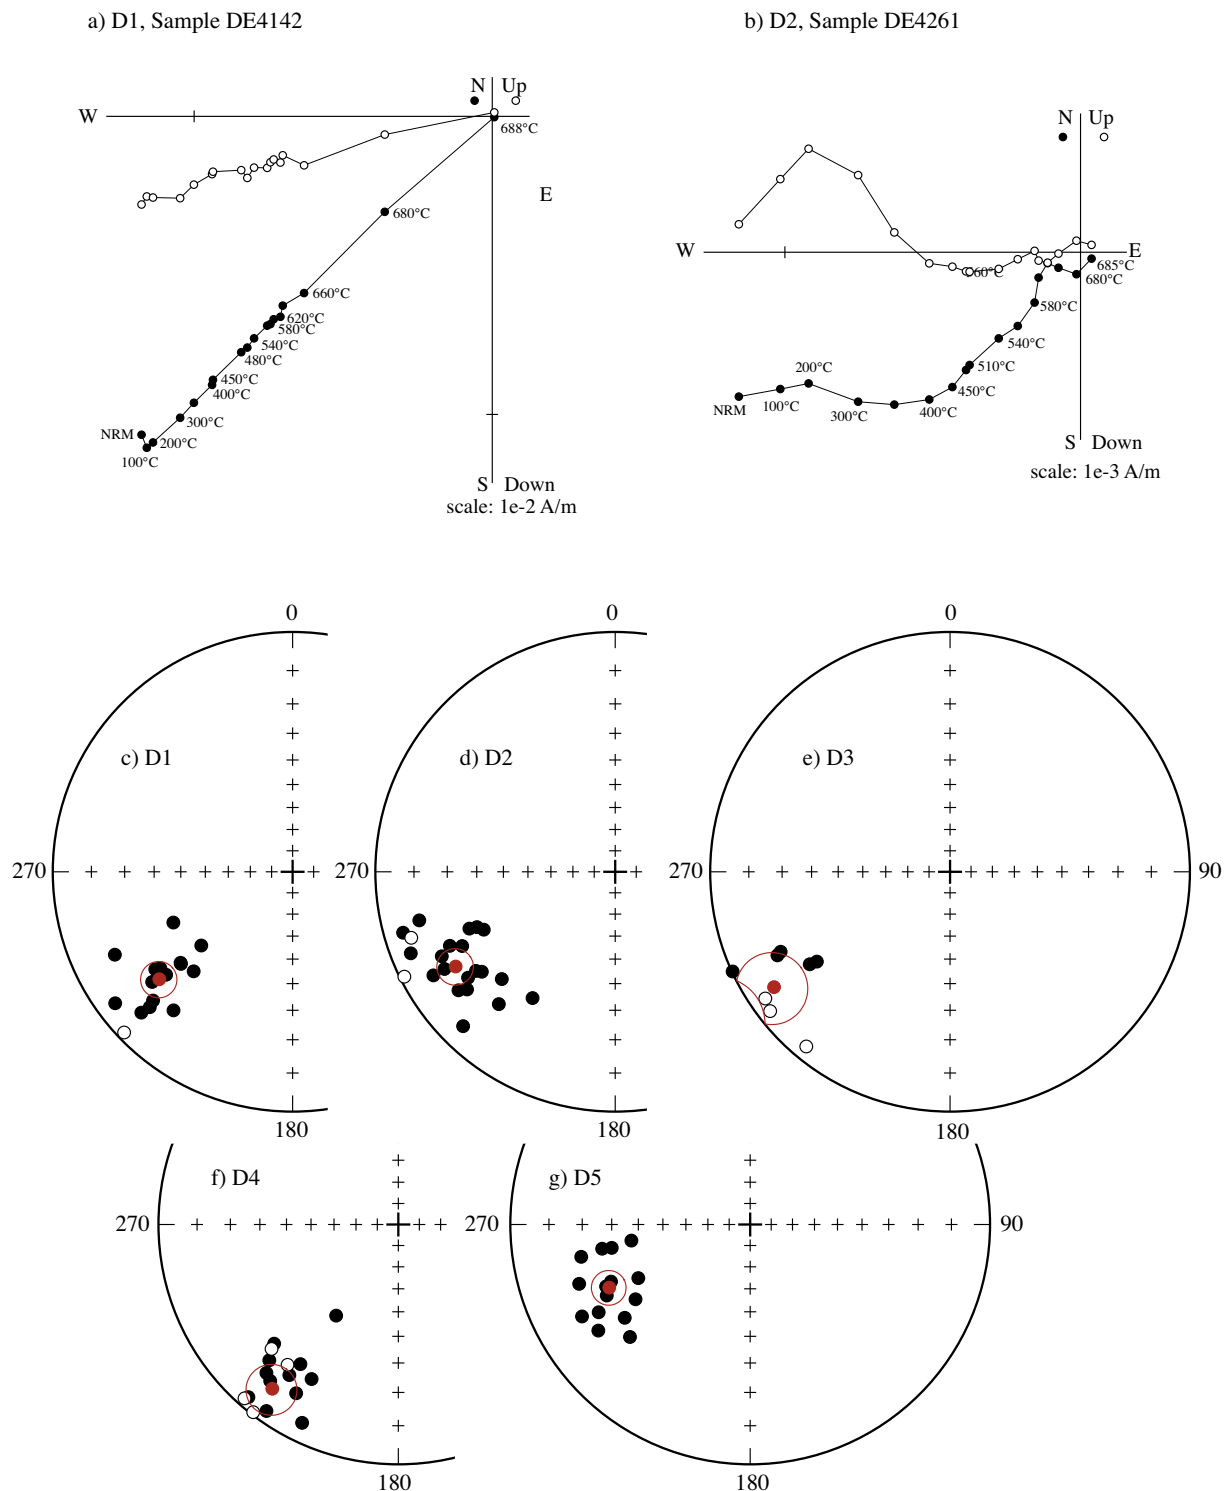 a) D1, Sample DE4142
b) D2, Sample DE4261
N Up
W
688°C
E
680°C
660°C
620°C
580°C
540°C
480°C
450°C
400°C
300°C
NRM
200°C
100°C
S Down
scale: 1e-2 A/m
N Up
W
E
60°C
685°C
680°C
580°C
540°C
510°C
200°C
450°C
NRM
100°C
300°C
400°C
S Down
scale: 1e-3 A/m
0
0
0
c) D1
d) D2
e) D3
270
270
270
90
180
180
180
f) D4
g) D5
270
270
90
180
180